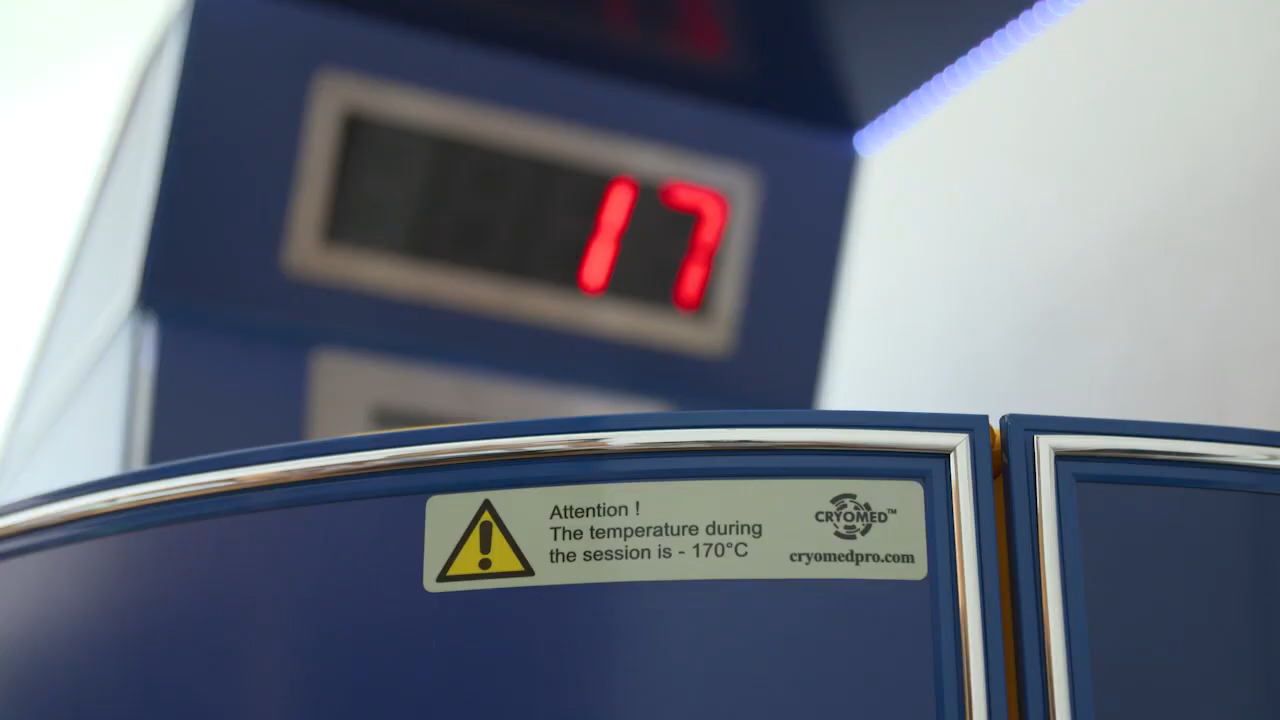 17
Attention !
The temperature during
the session is - 170°C
CRYOMED™
cryomedpro.com